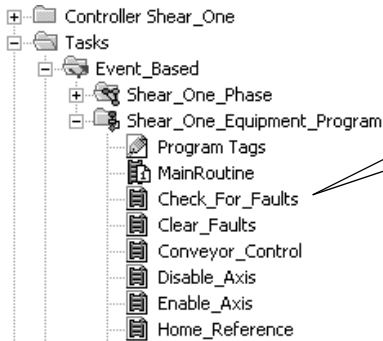 Controller Shear_One
Tasks
Event_Based
Shear_One_Phase
Shear_One_Equipment_Program
Program Tags
MainRoutine
Check_For_Faults
Clear_Faults
Conveyor_Control
Disable_Axis
Enable_Axis
Home_Reference